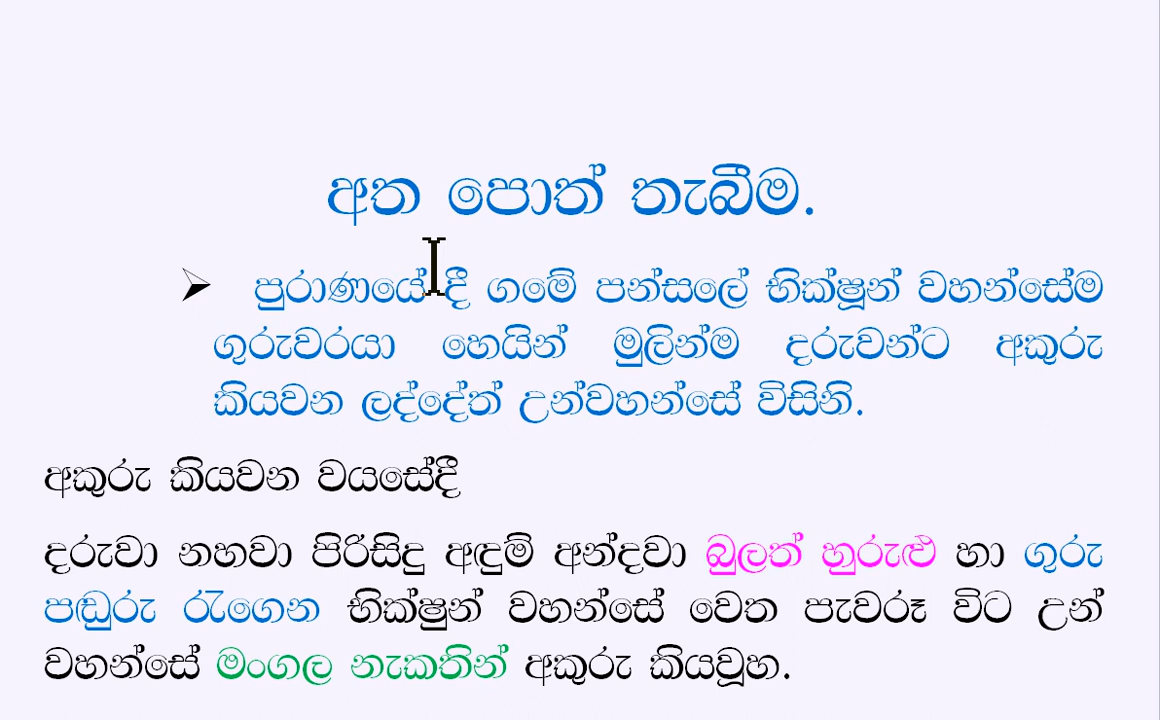 අත පොත් තැබීම.
පුරාණයේ දී ගමේ පන්සලේ භික්ෂූන් වහන්සේම
ගුරුවරයා හෙයින් මුලින්ම දරුවන්ට අකුරු
කියවන ලද්දේත් උන්වහන්සේ විසිනි.
අකුරු කියවන වයසේදී
දරුවා නහවා පිරිසිදු අඳුම් අන්දවා බුලත් හුරුළු හා ගුරු
පඬුරු රැගෙන භික්ෂුන් වහන්සේ වෙත පැවරූ විට උන්
වහන්සේ මංගල නැකතින් අකුරු කියවූහ.